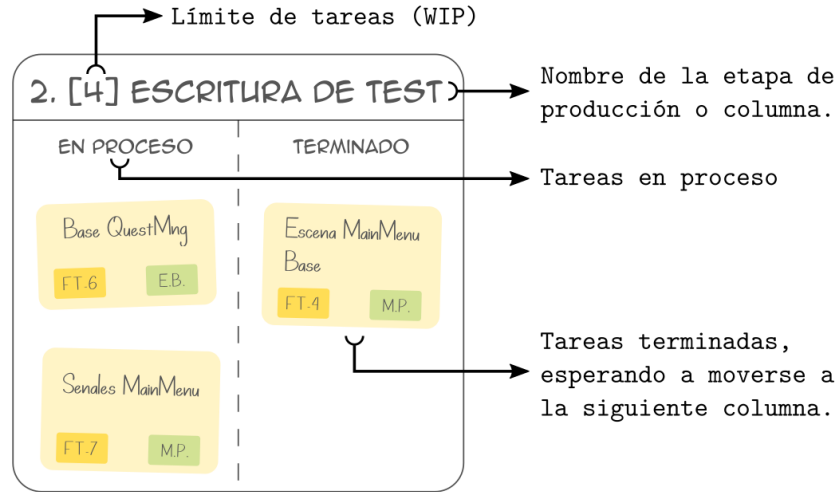 Límite de tareas (WIP)
2. [4] ESCRITURA DE TEST
Nombre de la etapa de
producción o columna.
EN PROCESO
TERMINADO
Tareas en proceso
Base QuestMng
FT-6
E.B.
Escena MainMenu
Base
FT-4
M.P.
Tareas terminadas,
esperando a moverse a
la siguiente columna.
Senales MainMenu
FT-7
M.P.